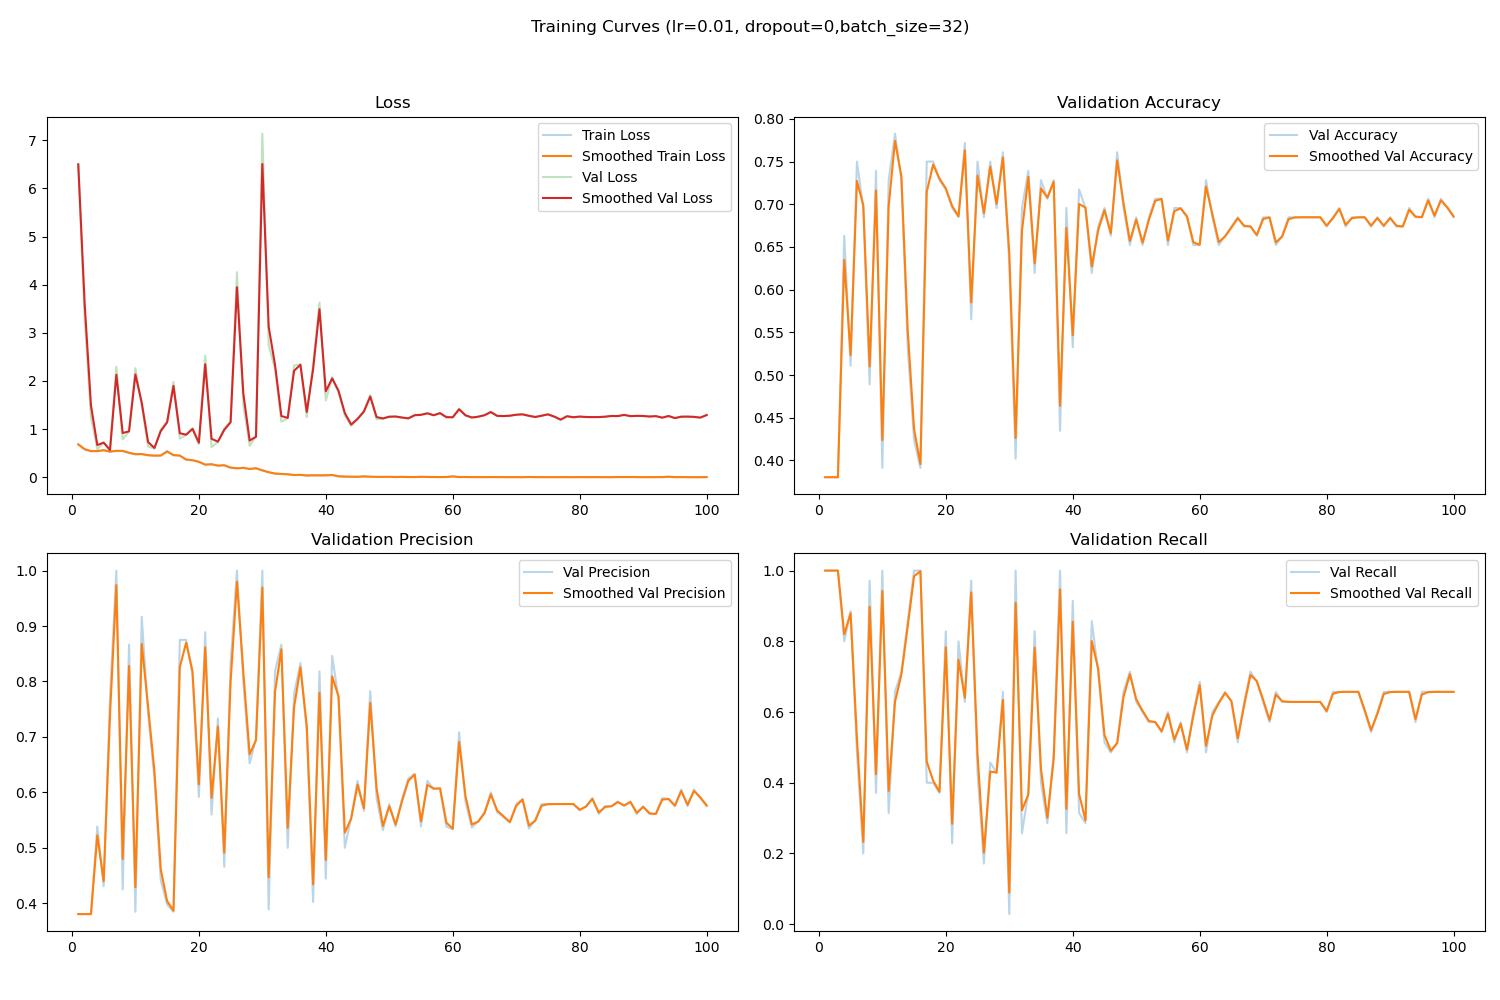 Training Curves (lr=0.01, dropout=0,batch_size=32)
Loss
Train Loss
Smoothed Train Loss
Val Loss
Smoothed Val Loss
7
6
5
4
3
2
1
0
0 20 40 60 80 100
Validation Accuracy
Val Accuracy
Smoothed Val Accuracy
0.80
0.75
0.70
0.65
0.60
0.55
0.50
0.45
0.40
0 20 40 60 80 100
Validation Precision
Val Precision
Smoothed Val Precision
1.0
0.9
0.8
0.7
0.6
0.5
0.4
0 20 40 60 80 100
Validation Recall
Val Recall
Smoothed Val Recall
1.0
0.8
0.6
0.4
0.2
0.0
0 20 40 60 80 100